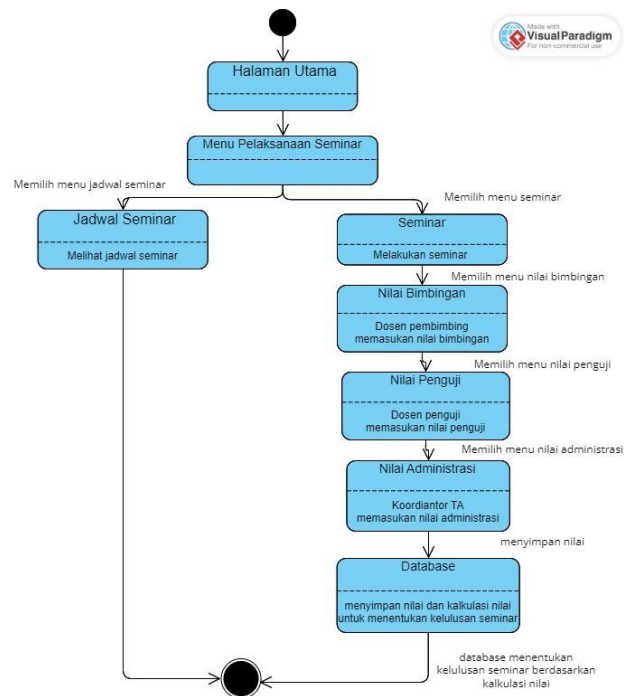 Made with
Visual Paradigm
For non-commercial use
Halaman Utama
Menu Pelaksanaan Seminar
Memilih menu jadwal seminar
Memilih menu seminar
Jadwal Seminar
Melihat jadwal seminar
Seminar
Melakukan seminar
Memilih menu nilai bimbingan
Nilai Bimbingan
Dosen pembimbing
memasukan nilai bimbingan
Memilih menu nilai penguji
Nilai Penguji
Dosen penguji
memasukan nilai penguji
Memilih menu nilai administrasi
Nilai Administrasi
Koordiantor TA
memasukan nilai administrasi
menyimpan nilai
Database
menyimpan nilai dan kalkulasi nilai
untuk menentukan kelulusan seminar
database menentukan
kelulusan seminar berdasarkan
kalkulasi nilai